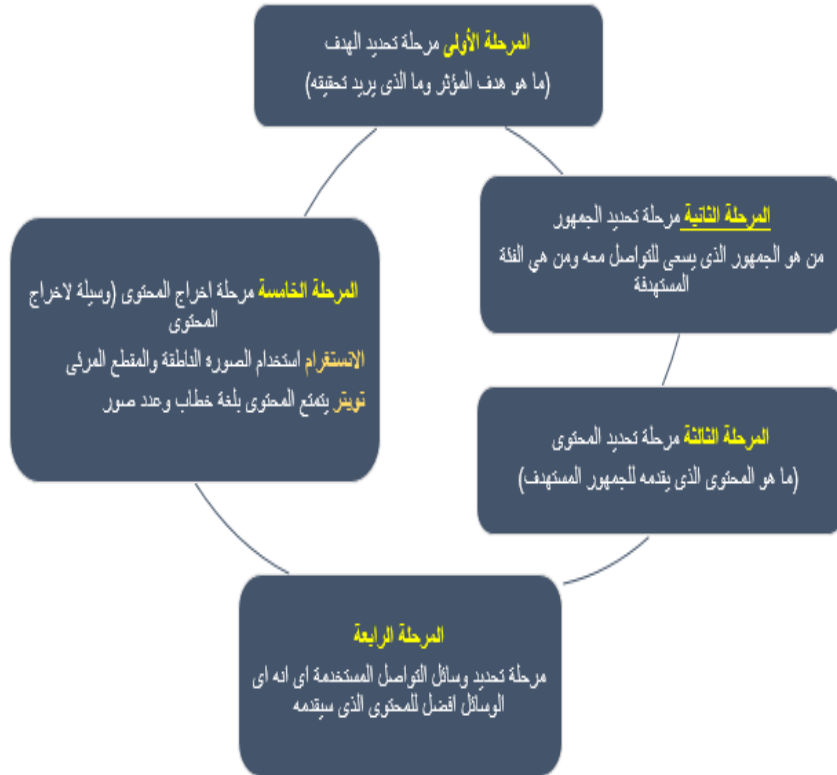 المرحلة الأولى مرحلة تحديد الهدف
(ما هو هدف المؤثر وما الذى يريد تحقيقه)
المرحلة الثانية مرحلة تحديد الجمهور
من هو الجمهور الذى يسعى للتواصل معه ومن هي الفئة
المستهدفة
المرحلة الثالثة مرحلة تحديد المحتوى
(ما هو المحتوى الذى يقدمه للجمهور المستهدف)
المرحلة الرابعة
مرحلة تحديد وسائل التواصل المستخدمة اى انه اى
الوسائل افضل للمحتوى الذى سيقدمه
المرحلة الخامسة مرحلة اخراج المحتوى (وسيلة لاخراج
المحتوى
الانستغرام استخدام الصورة الناطقة والمقطع المرئى
تويتر يتمتع المحتوى بلغة خطاب وعدد صور